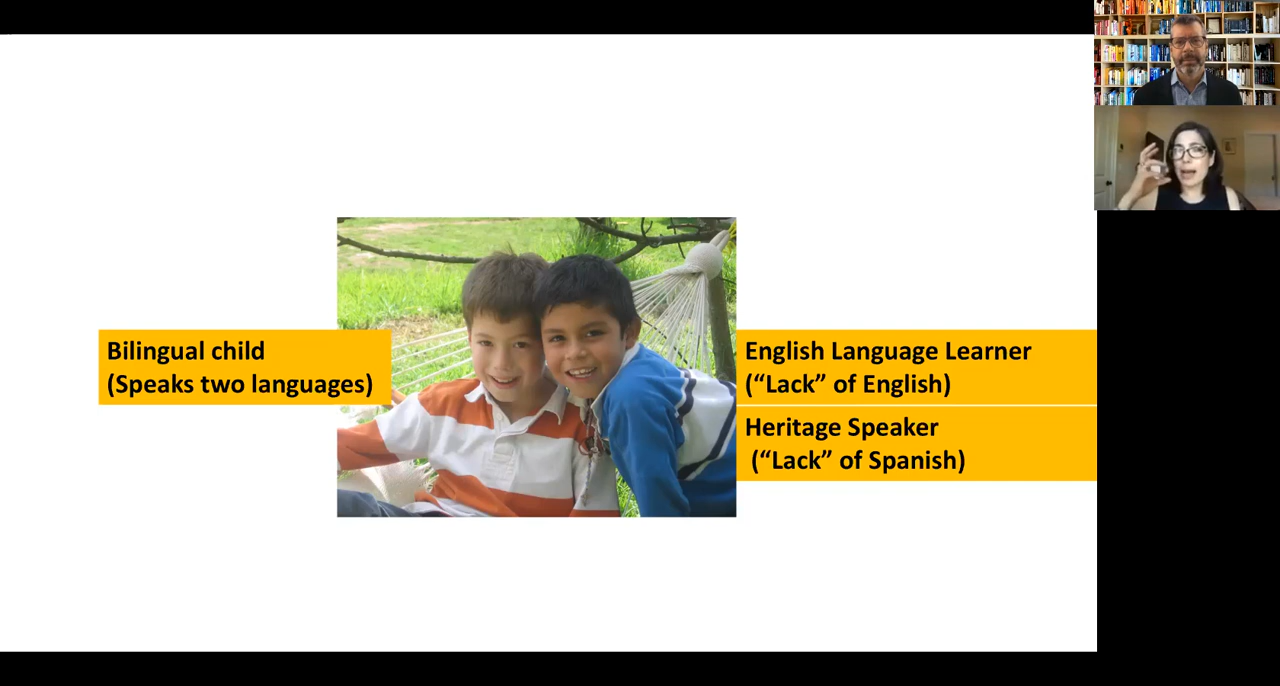 Bilingual child
(Speaks two languages)
English Language Learner
(“Lack” of English)
Heritage Speaker
(“Lack” of Spanish)